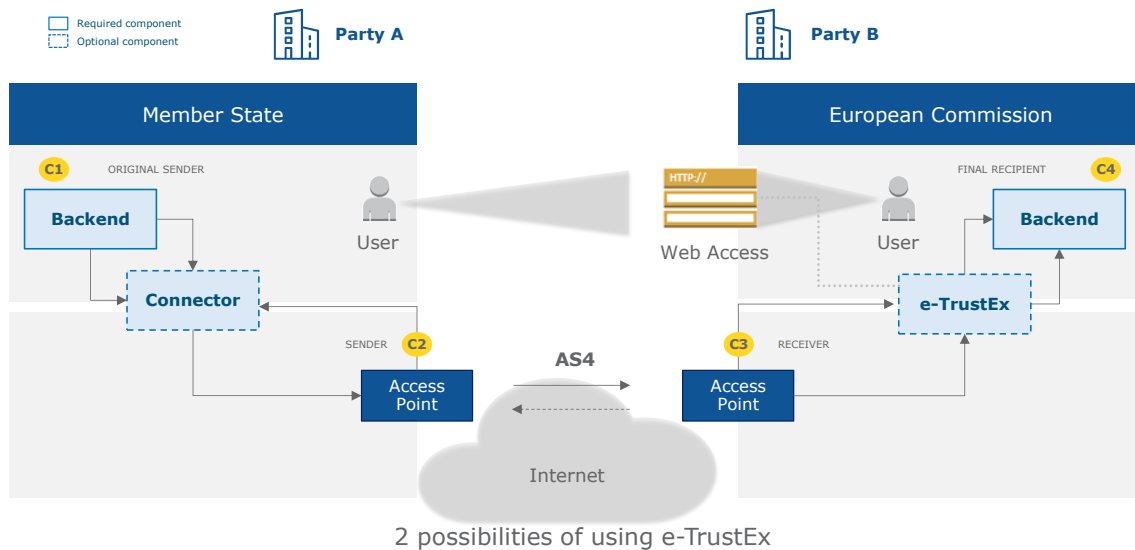 Required component
Optional component
Party A
Party B
Member State
European Commission
C1
ORIGINAL SENDER
FINAL RECIPIENT
C4
HTTP://
Backend
User
Web Access
User
Backend
Connector
e-TrustEx
SENDER
C2
C3
RECEIVER
AS4
Access
Point
Access
Point
Internet
2 possibilities of using e-TrustEx